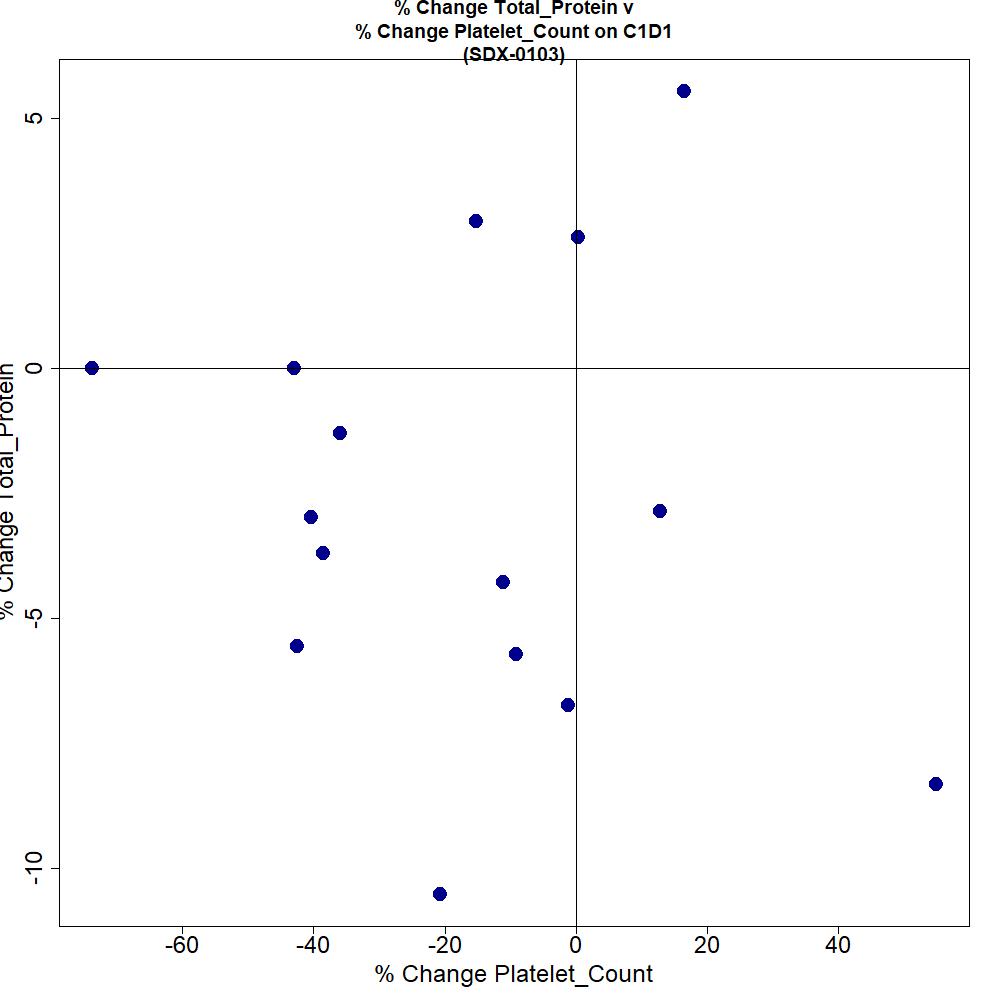 % Change Total_Protein v
% Change Platelet_Count on C1D1
(SDX-0103)
5
0
-5
-10
% Change Total_Protein
-60
-40
-20
0
20
40
% Change Platelet_Count